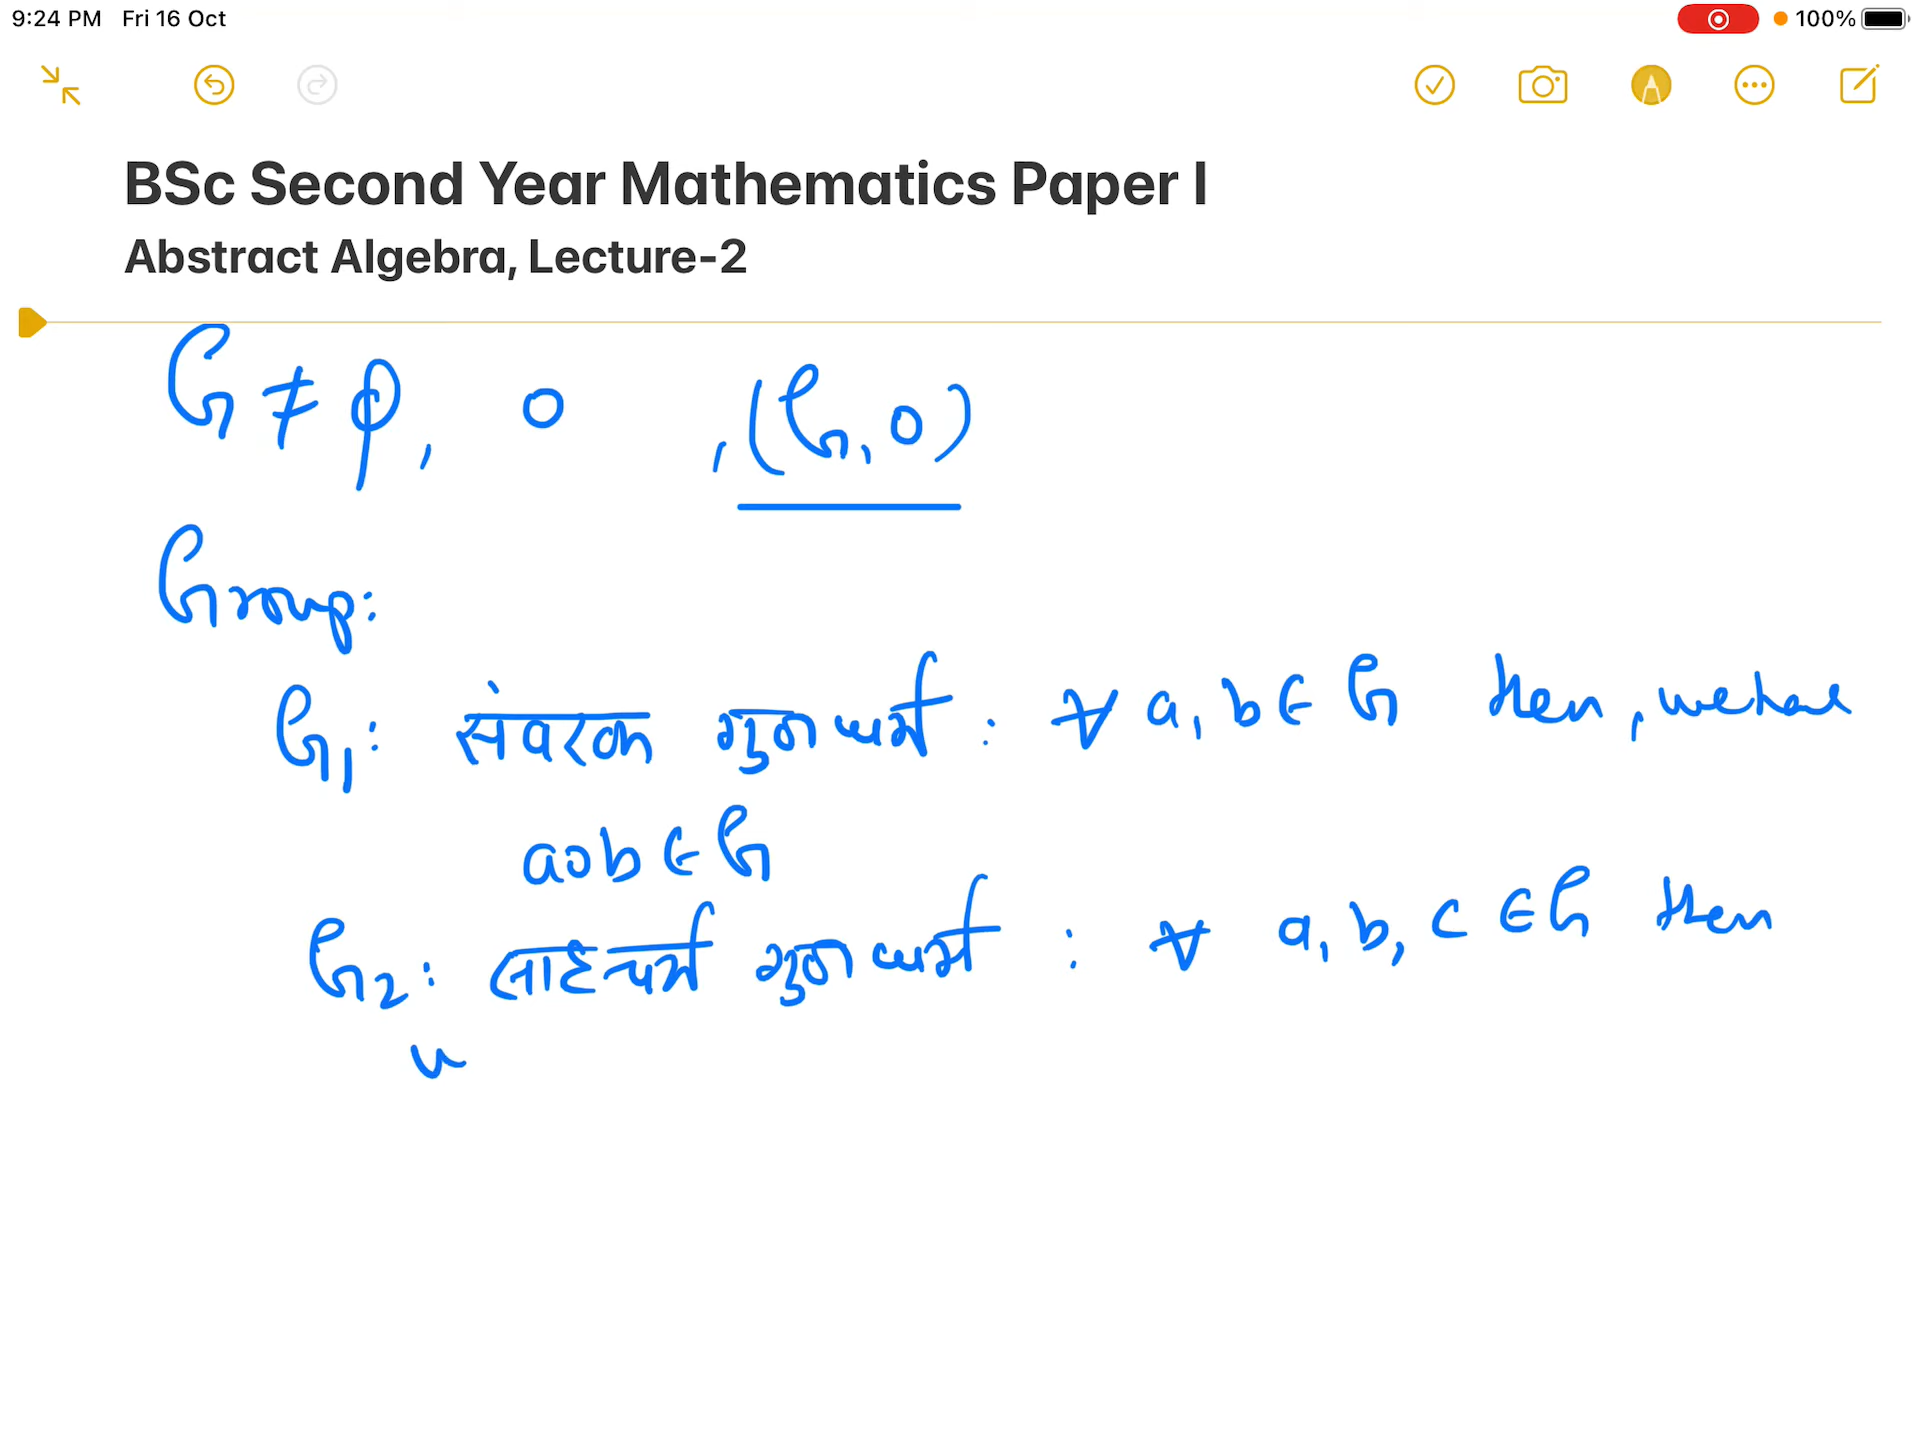 9:24 PM Fri 16 Oct 100%
BSc Second Year Mathematics Paper I
Abstract Algebra, Lecture-2
G ≠ φ, o , (G, o)
Group:
G₁: संवरक गुणधर्म : ∀ a, b ∈ G then, we have
aob ∈ G
G₂: साहचर्य गुणधर्म : ∀ a, b, c ∈ G then